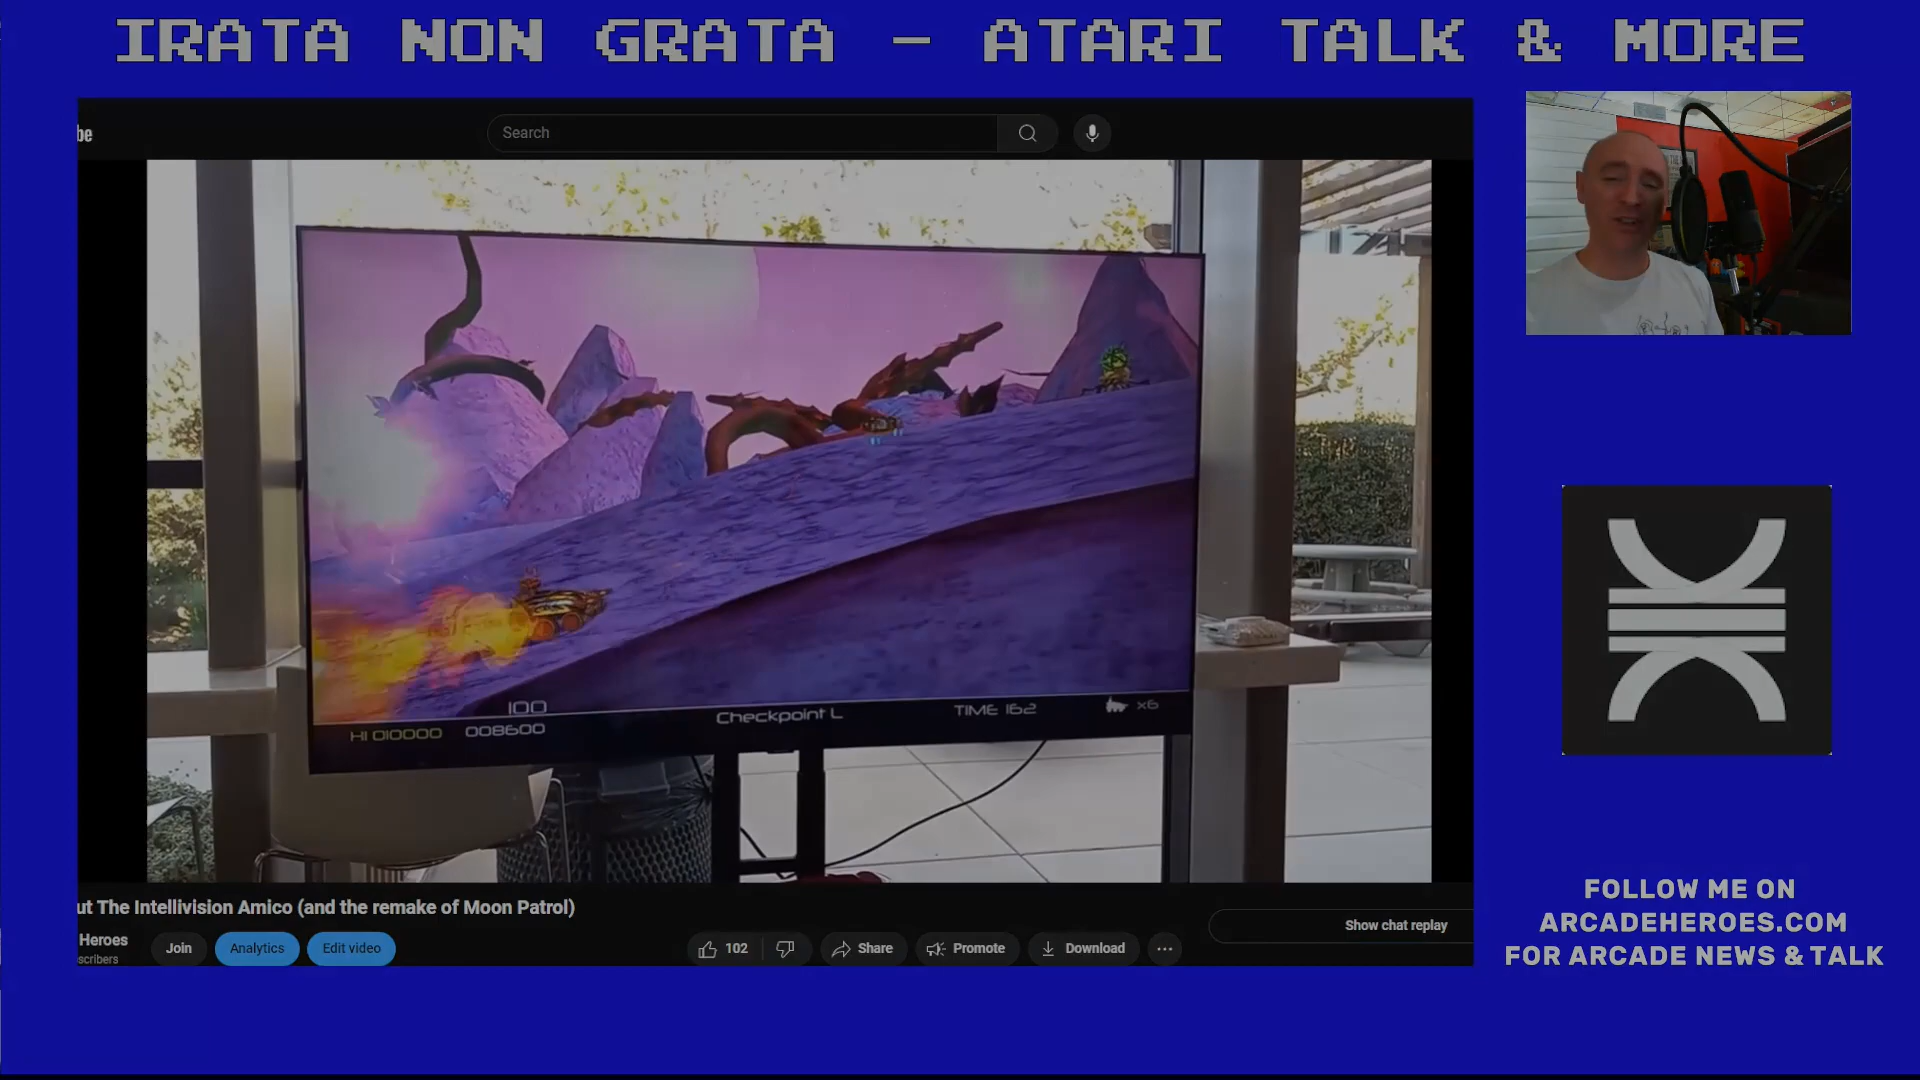 IRATA NON GRATA - ATARI TALK & MORE
be
Search
100
HI 010000 008600
Checkpoint L
TIME 162
x6
ut The Intellivision Amico (and the remake of Moon Patrol)
Heroes
scribers
Join
Analytics
Edit video
102
Share
Promote
Download
Show chat replay
FOLLOW ME ON
ARCADEHEROES.COM
FOR ARCADE NEWS & TALK